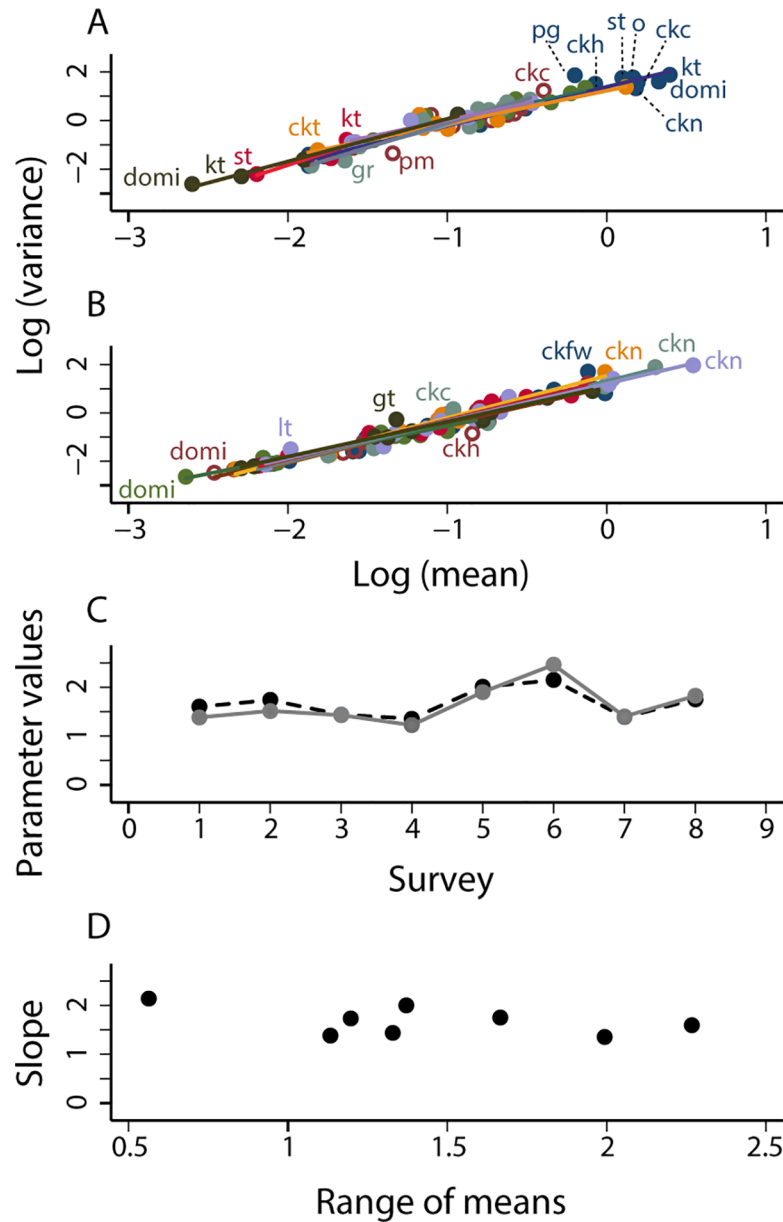 A
st o
pg
ckh
ckc
ckc
kt
domi
ckn
2
0
−2
ckt
kt
st
kt
domi
gr
pm
−3 −2 −1 0 1
Log (variance)
B
ckfw
ckn
ckn
ckn
2
0
−2
gt
ckc
lt
domi
ckh
domi
−3 −2 −1 0 1
Log (mean)
C
Parameter values
2
1
0
0 1 2 3 4 5 6 7 8 9
Survey
D
Slope
2
1
0
0.5 1 1.5 2 2.5
Range of means